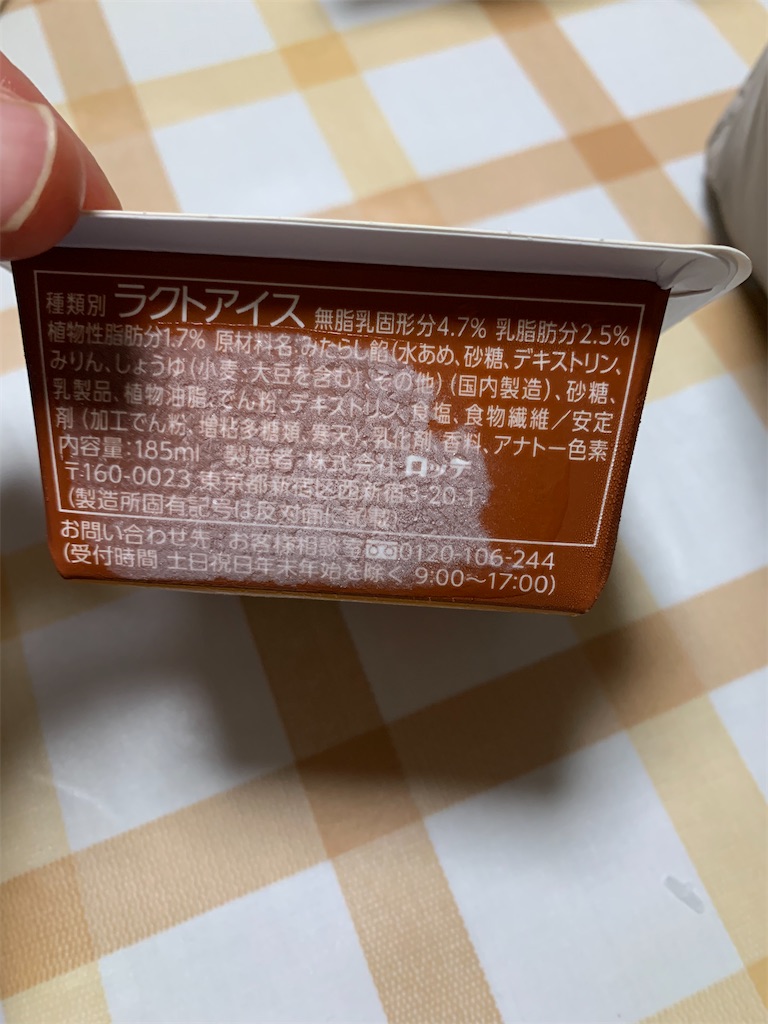 種類別 ラクトアイス 無脂乳固形分4.7% 乳脂肪分2.5%
植物性脂肪分1.7% 原材料名:みたらし餡(水あめ、砂糖、デキストリン、
みりん、しょうゆ(小麦、大豆を含む)、その他)(国内製造)、砂糖、
乳製品、植物油脂、でん粉、デキストリン、食塩、食物繊維/安定
剤(加工でん粉、増粘多糖類、寒天)、乳化剤、香料、アナトー色素
内容量:185ml 製造者 株式会社ロッテ
〒160-0023 東京都新宿区西新宿3-20-1
(製造所固有記号は反対面に記載)
お問い合わせ先 お客様相談室 0120-106-244
(受付時間 土日祝日年末年始を除く 9:00〜17:00)